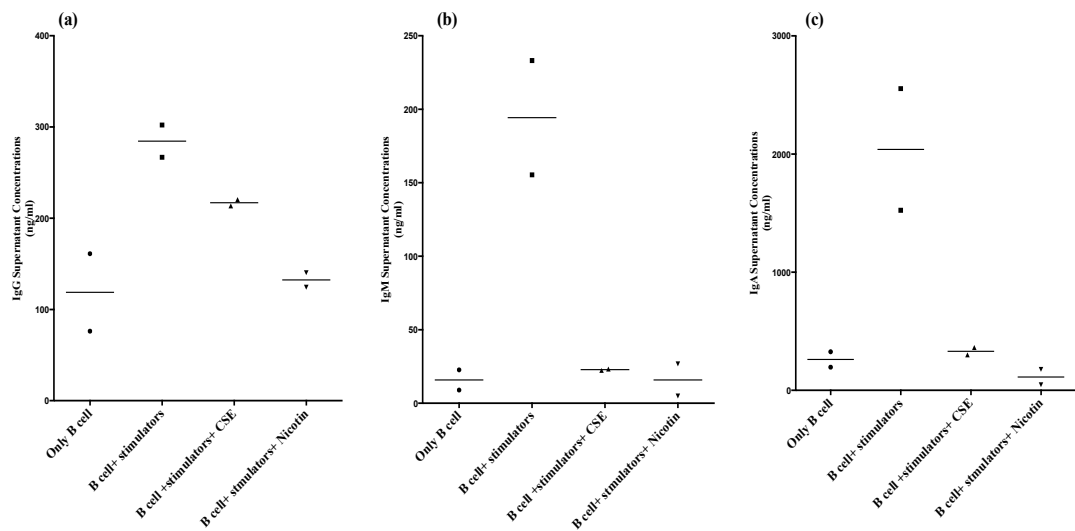 (a)
IgG Supernatant Concentrations
(ng/ml)
400
300
200
100
0
Only B cell
B cell+ stimulators
B cell +stimulators+ CSE
B cell+ stmulators+ Nicotin
(b)
IgM Supernatant Concentrations
(ng/ml)
250
200
150
100
50
0
Only B cell
B cell+ stimulators
B cell +stimulators+ CSE
B cell+ stmulators+ Nicotin
(c)
IgA Supernatant Concentrations
(ng/ml)
3000
2000
1000
0
Only B cell
B cell+ stimulators
B cell +stimulators+ CSE
B cell+ stmulators+ Nicotin